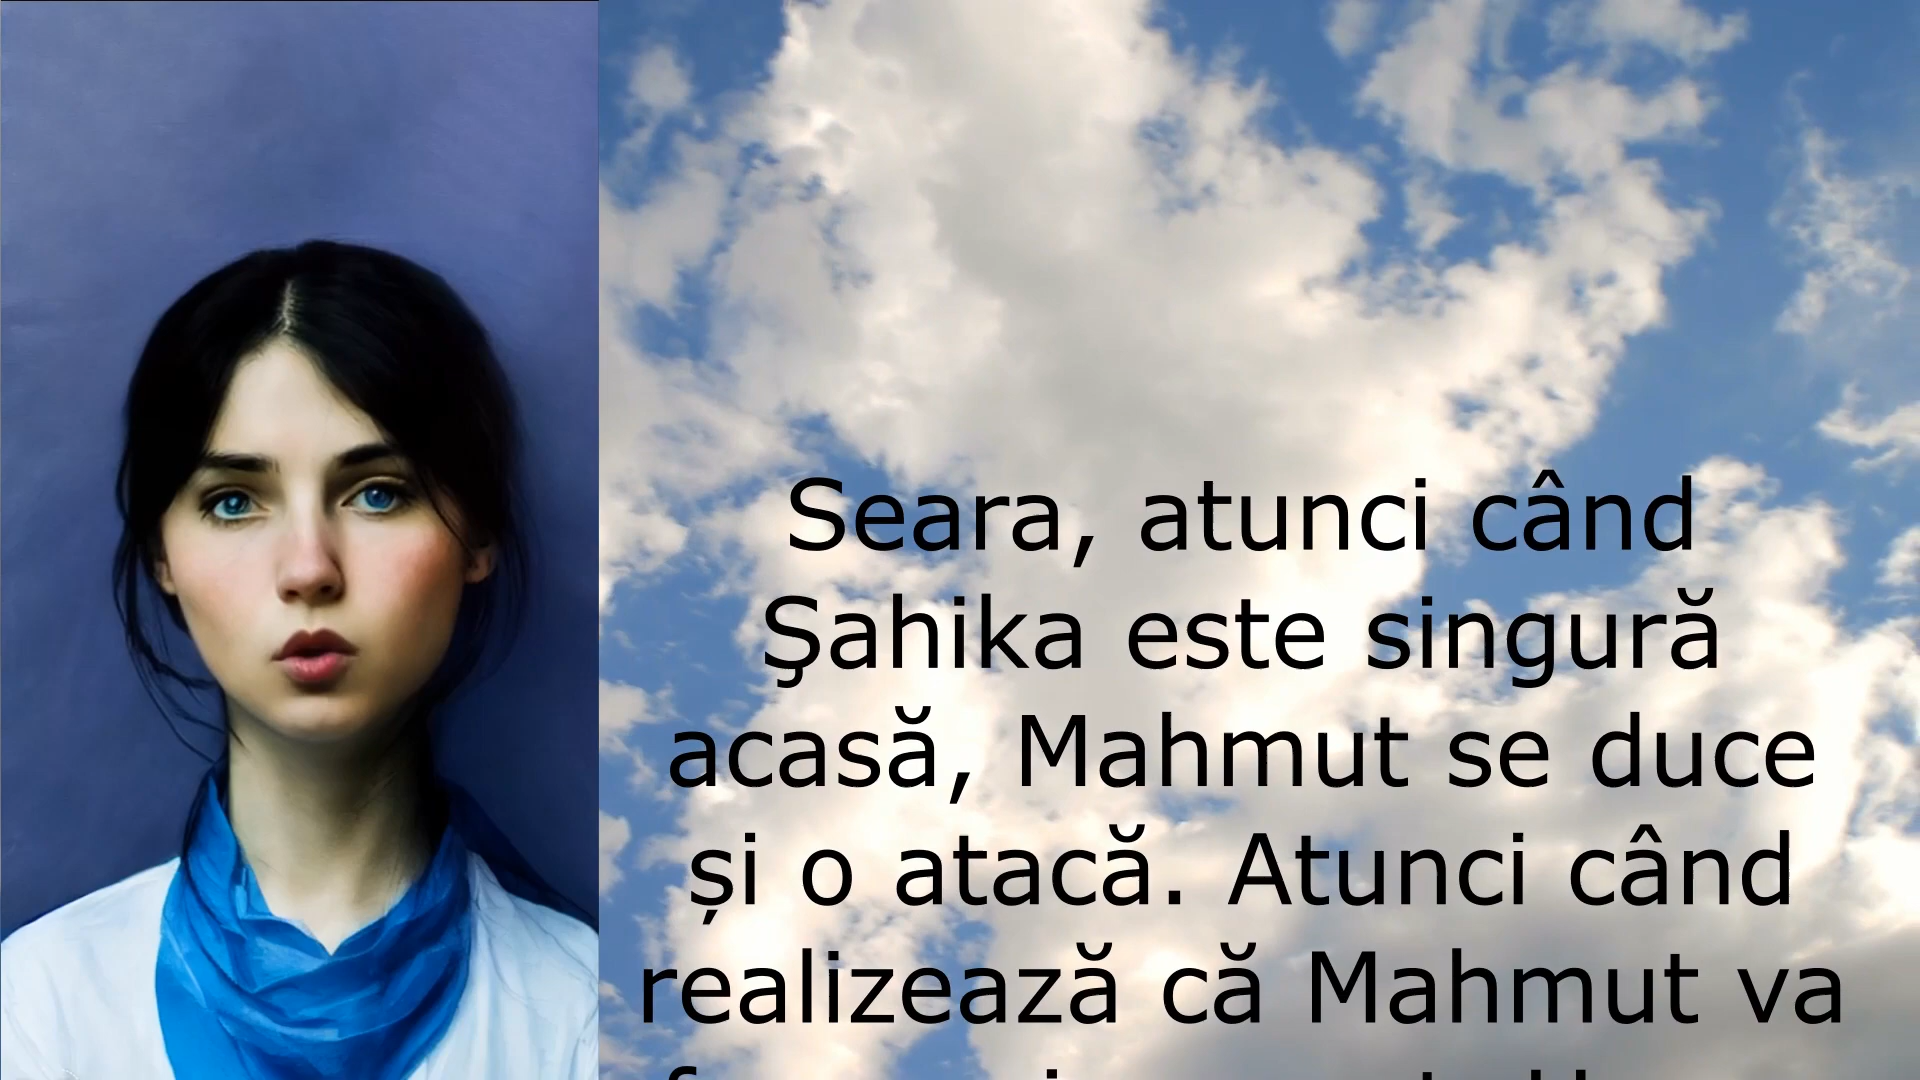 Seara, atunci când
Şahika este singură
acasă, Mahmut se duce
și o atacă. Atunci când
realizează că Mahmut va